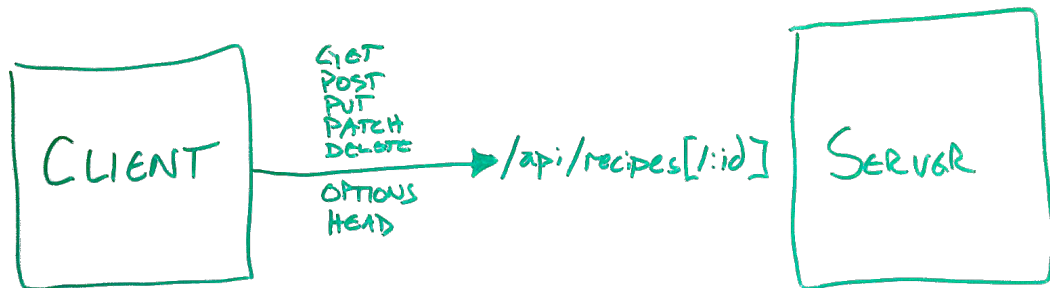 CLIENT
GET
POST
PUT
PATCH
DELETE
OPTIONS
HEAD
/api/recipes[/:id]
SERVER